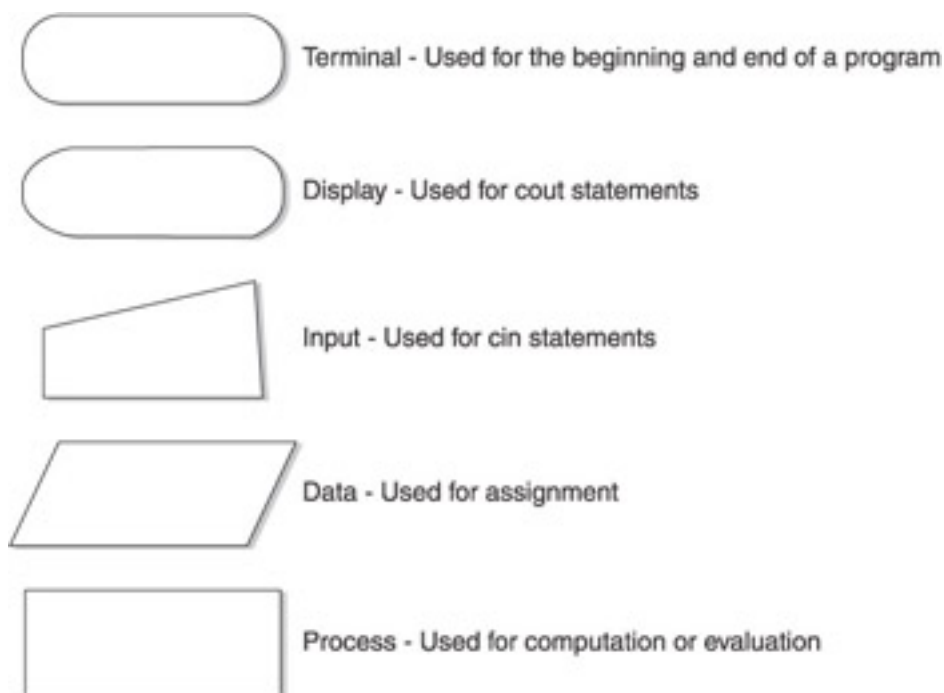 Terminal - Used for the beginning and end of a program
Display - Used for cout statements
Input - Used for cin statements
Data - Used for assignment
Process - Used for computation or evaluation